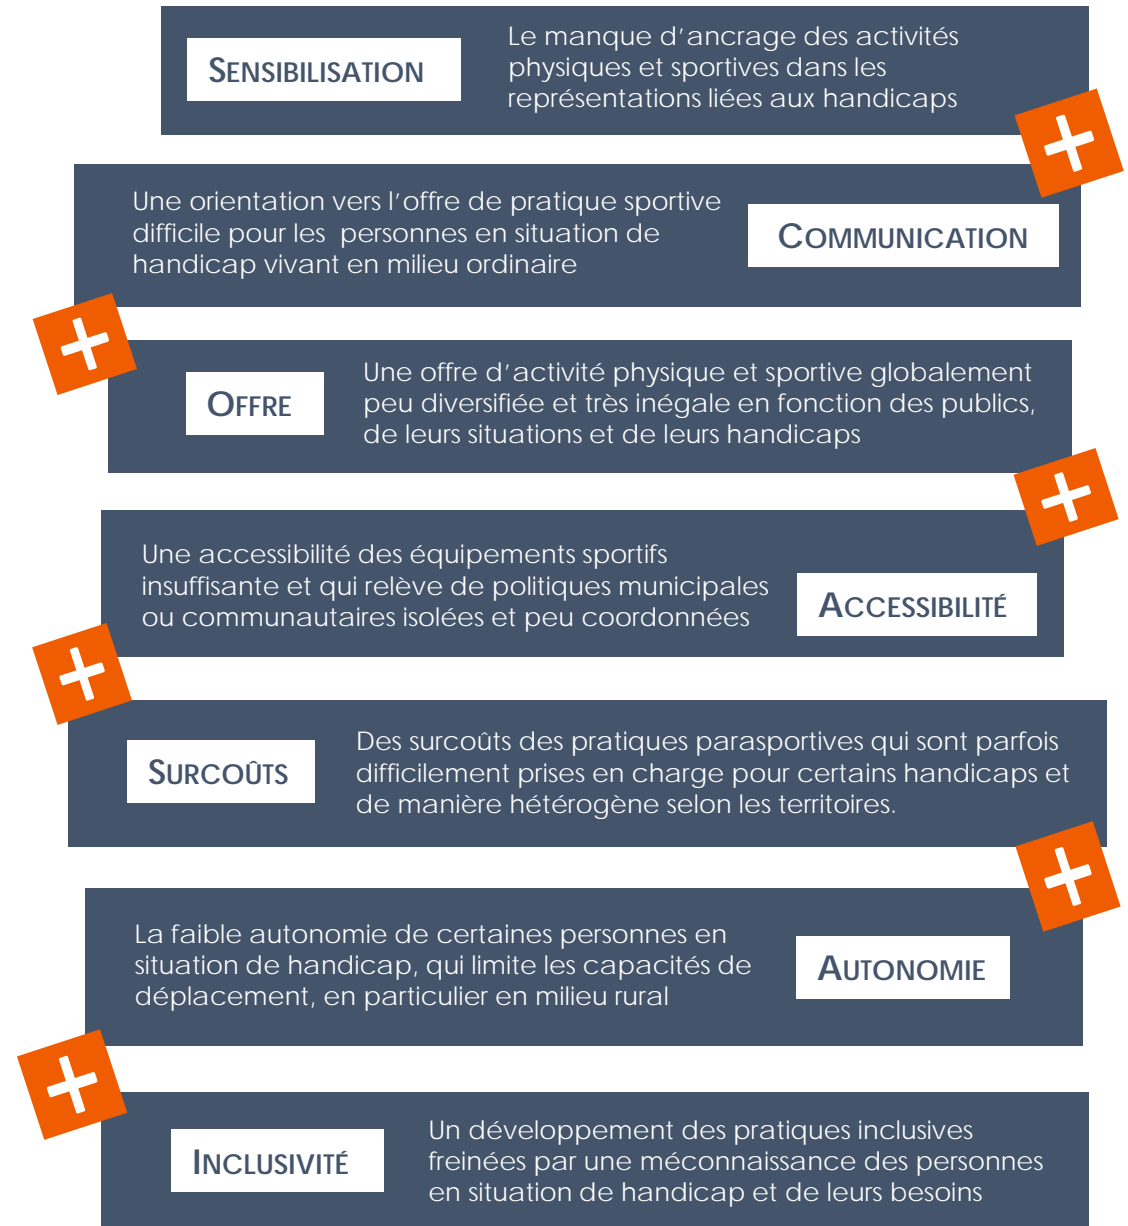 SENSIBILISATION
Le manque d'ancrage des activités
physiques et sportives dans les
représentations liées aux handicaps
Une orientation vers l'offre de pratique sportive
difficile pour les personnes en situation de
handicap vivant en milieu ordinaire
COMMUNICATION
OFFRE
Une offre d'activité physique et sportive globalement
peu diversifiée et très inégale en fonction des publics,
de leurs situations et de leurs handicaps
Une accessibilité des équipements sportifs
insuffisante et qui relève de politiques municipales
ou communautaires isolées et peu coordonnées
ACCESSIBILITÉ
SURCOÛTS
Des surcoûts des pratiques parasportives qui sont parfois
difficilement prises en charge pour certains handicaps et
de manière hétérogène selon les territoires.
La faible autonomie de certaines personnes en
situation de handicap, qui limite les capacités de
déplacement, en particulier en milieu rural
AUTONOMIE
INCLUSIVITÉ
Un développement des pratiques inclusives
freinées par une méconnaissance des personnes
en situation de handicap et de leurs besoins